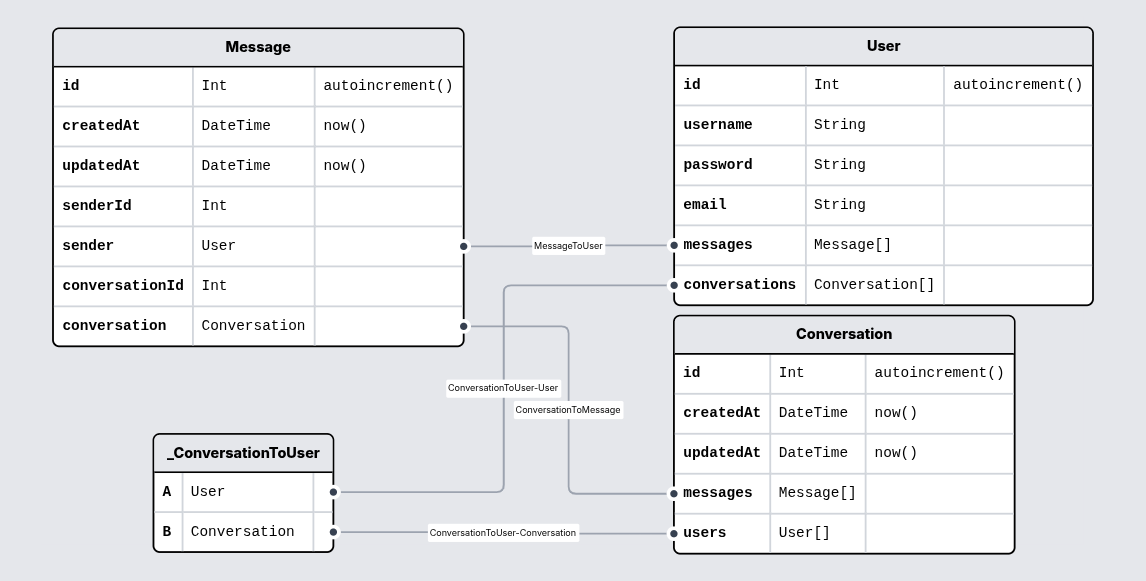 Message
id Int autoincrement()
createdAt DateTime now()
updatedAt DateTime now()
senderId Int
sender User
conversationId Int
conversation Conversation
User
id Int autoincrement()
username String
password String
email String
messages Message[]
conversations Conversation[]
MessageToUser
ConversationToUser-User
ConversationToMessage
_ConversationToUser
A User
B Conversation
ConversationToUser-Conversation
Conversation
id Int autoincrement()
createdAt DateTime now()
updatedAt DateTime now()
messages Message[]
users User[]